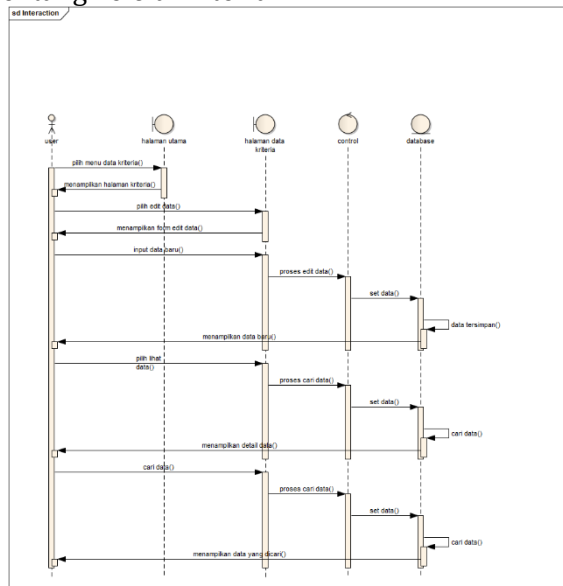 sd Interaction
user
halaman utama
halaman data
kriteria
control
database
pilih menu data kriteria()
menampilkan halaman kriteria()
pilih edit data()
menampilkan form edit data()
input data baru()
proses edit data()
set data()
data tersimpan()
menampilkan data baru()
pilih lihat
data()
proses cari data()
set data()
cari data()
menampilkan detail data()
cari data()
proses cari data()
set data()
cari data()
menampilkan data yang dicari()